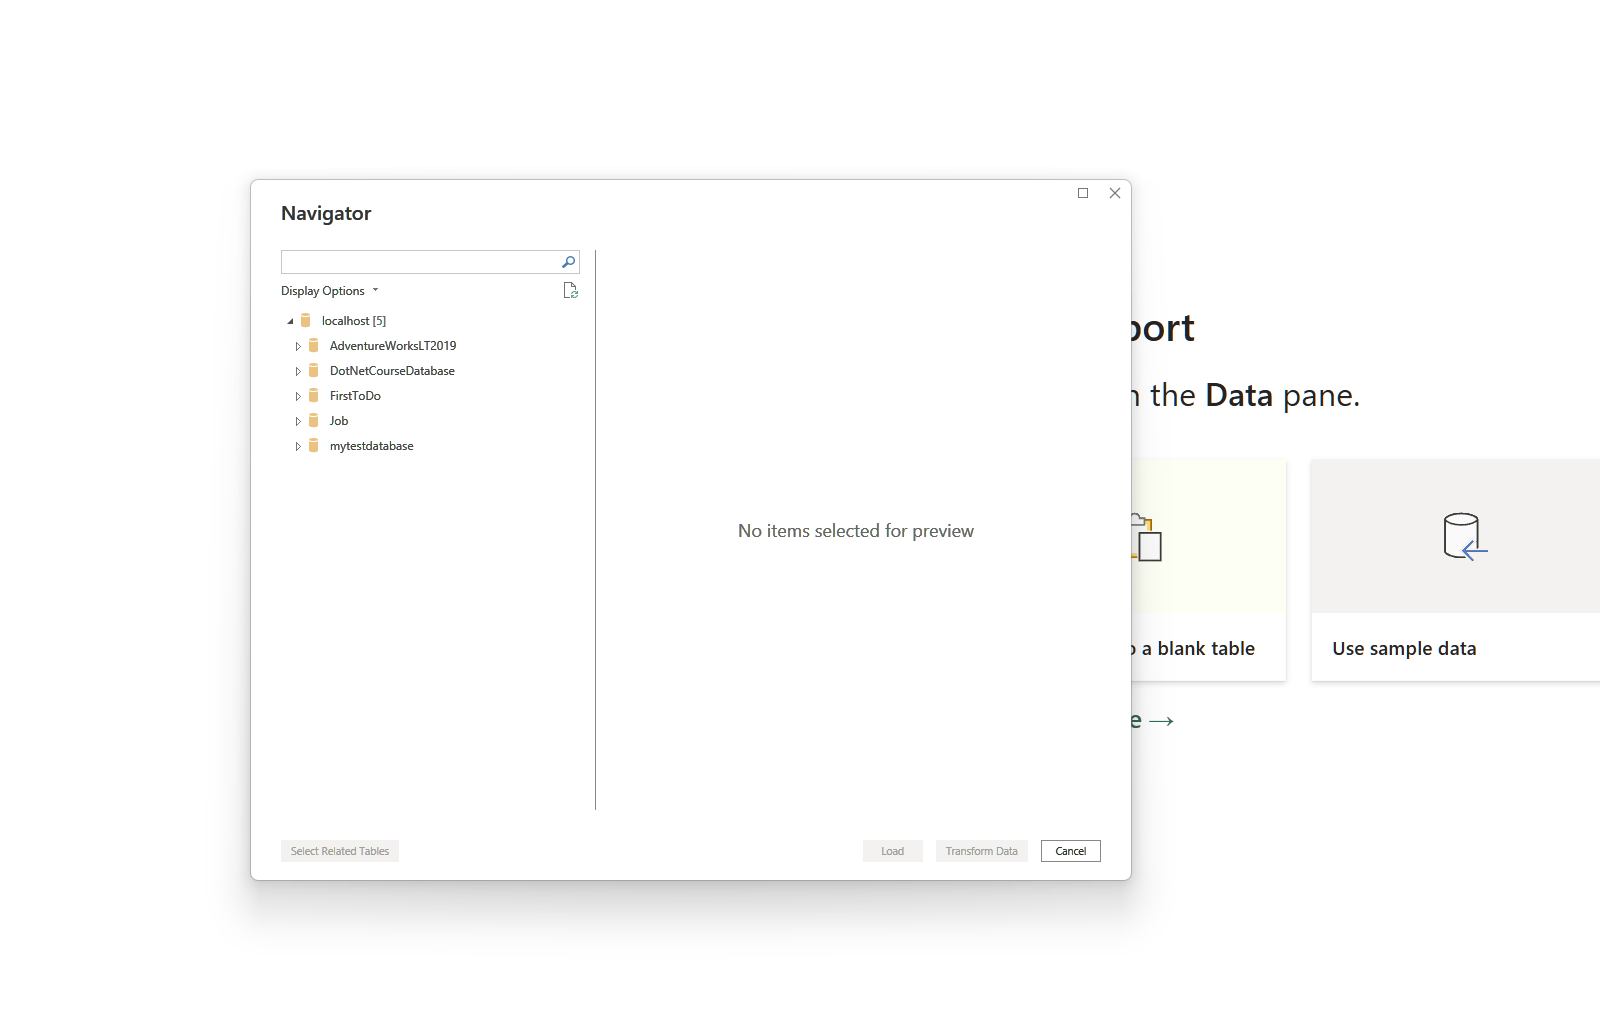 Navigator
Display Options
localhost [5]
AdventureWorksLT2019
DotNetCourseDatabase
FirstToDo
Job
mytestdatabase
No items selected for preview
Select Related Tables
Load
Transform Data
Cancel
port
the Data pane.
a blank table
Use sample data
e →